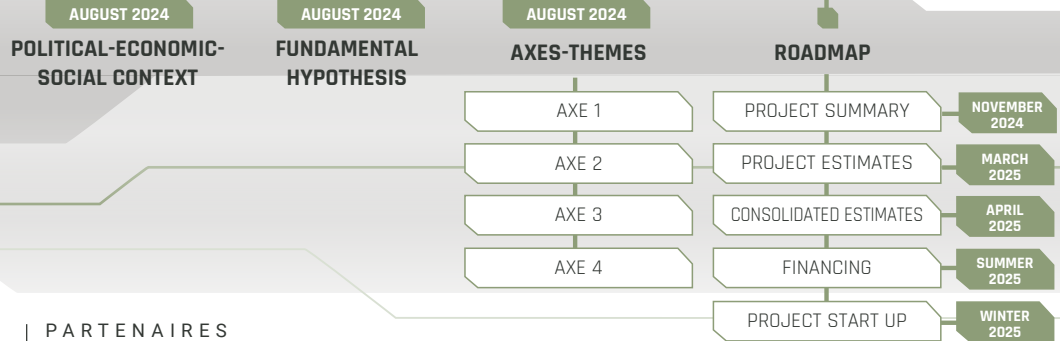 AUGUST 2024
POLITICAL-ECONOMIC-
SOCIAL CONTEXT
AUGUST 2024
FUNDAMENTAL
HYPOTHESIS
AUGUST 2024
AXES-THEMES
AXE 1
AXE 2
AXE 3
AXE 4
ROADMAP
PROJECT SUMMARY
NOVEMBER
2024
PROJECT ESTIMATES
MARCH
2025
CONSOLIDATED ESTIMATES
APRIL
2025
FINANCING
SUMMER
2025
PROJECT START UP
WINTER
2025
| PARTENAIRES